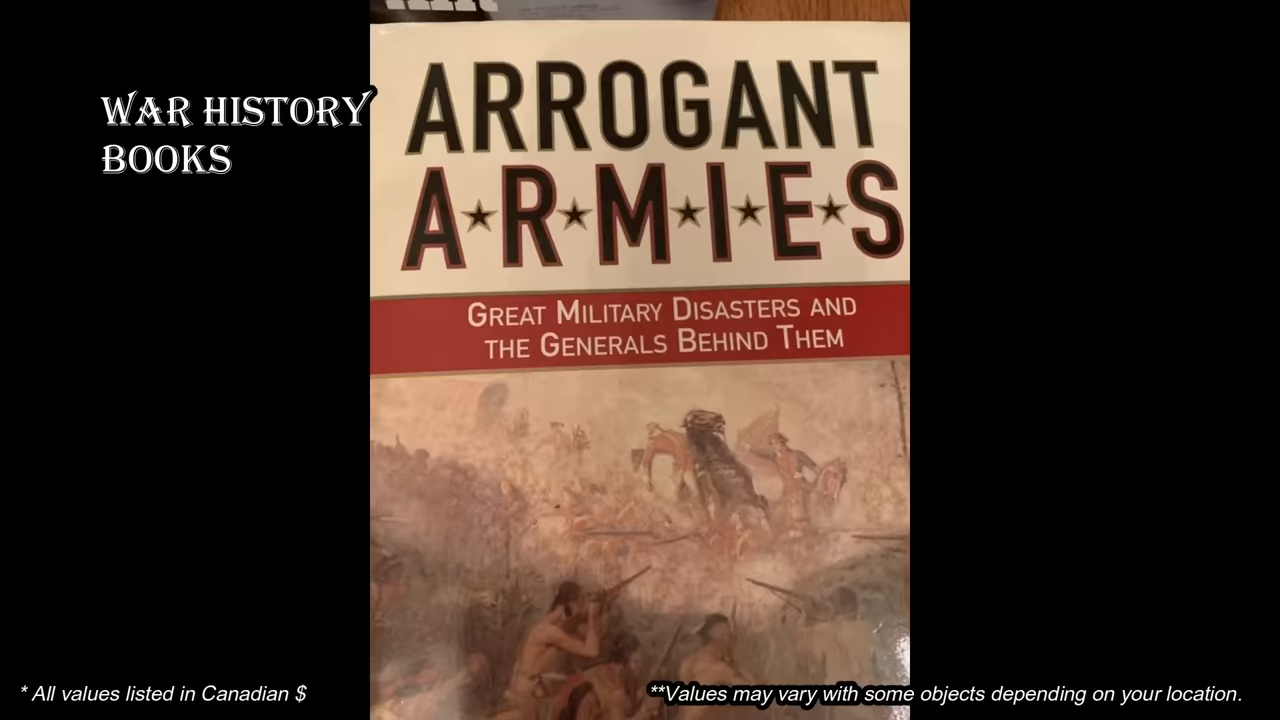 WAR HISTORY
BOOKS
ARROGANT
A★R★M★I★E★S
GREAT MILITARY DISASTERS AND
THE GENERALS BEHIND THEM
* All values listed in Canadian $
**Values may vary with some objects depending on your location.